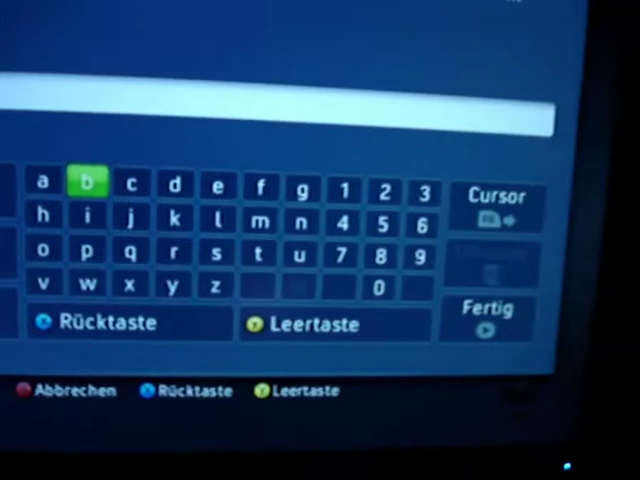 a b c d e f g 1 2 3 Cursor
h i j k l m n 4 5 6
o p q r s t u 7 8 9
v w x y z 0
Rücktaste Leertaste Fertig
Abbrechen Rücktaste Leertaste